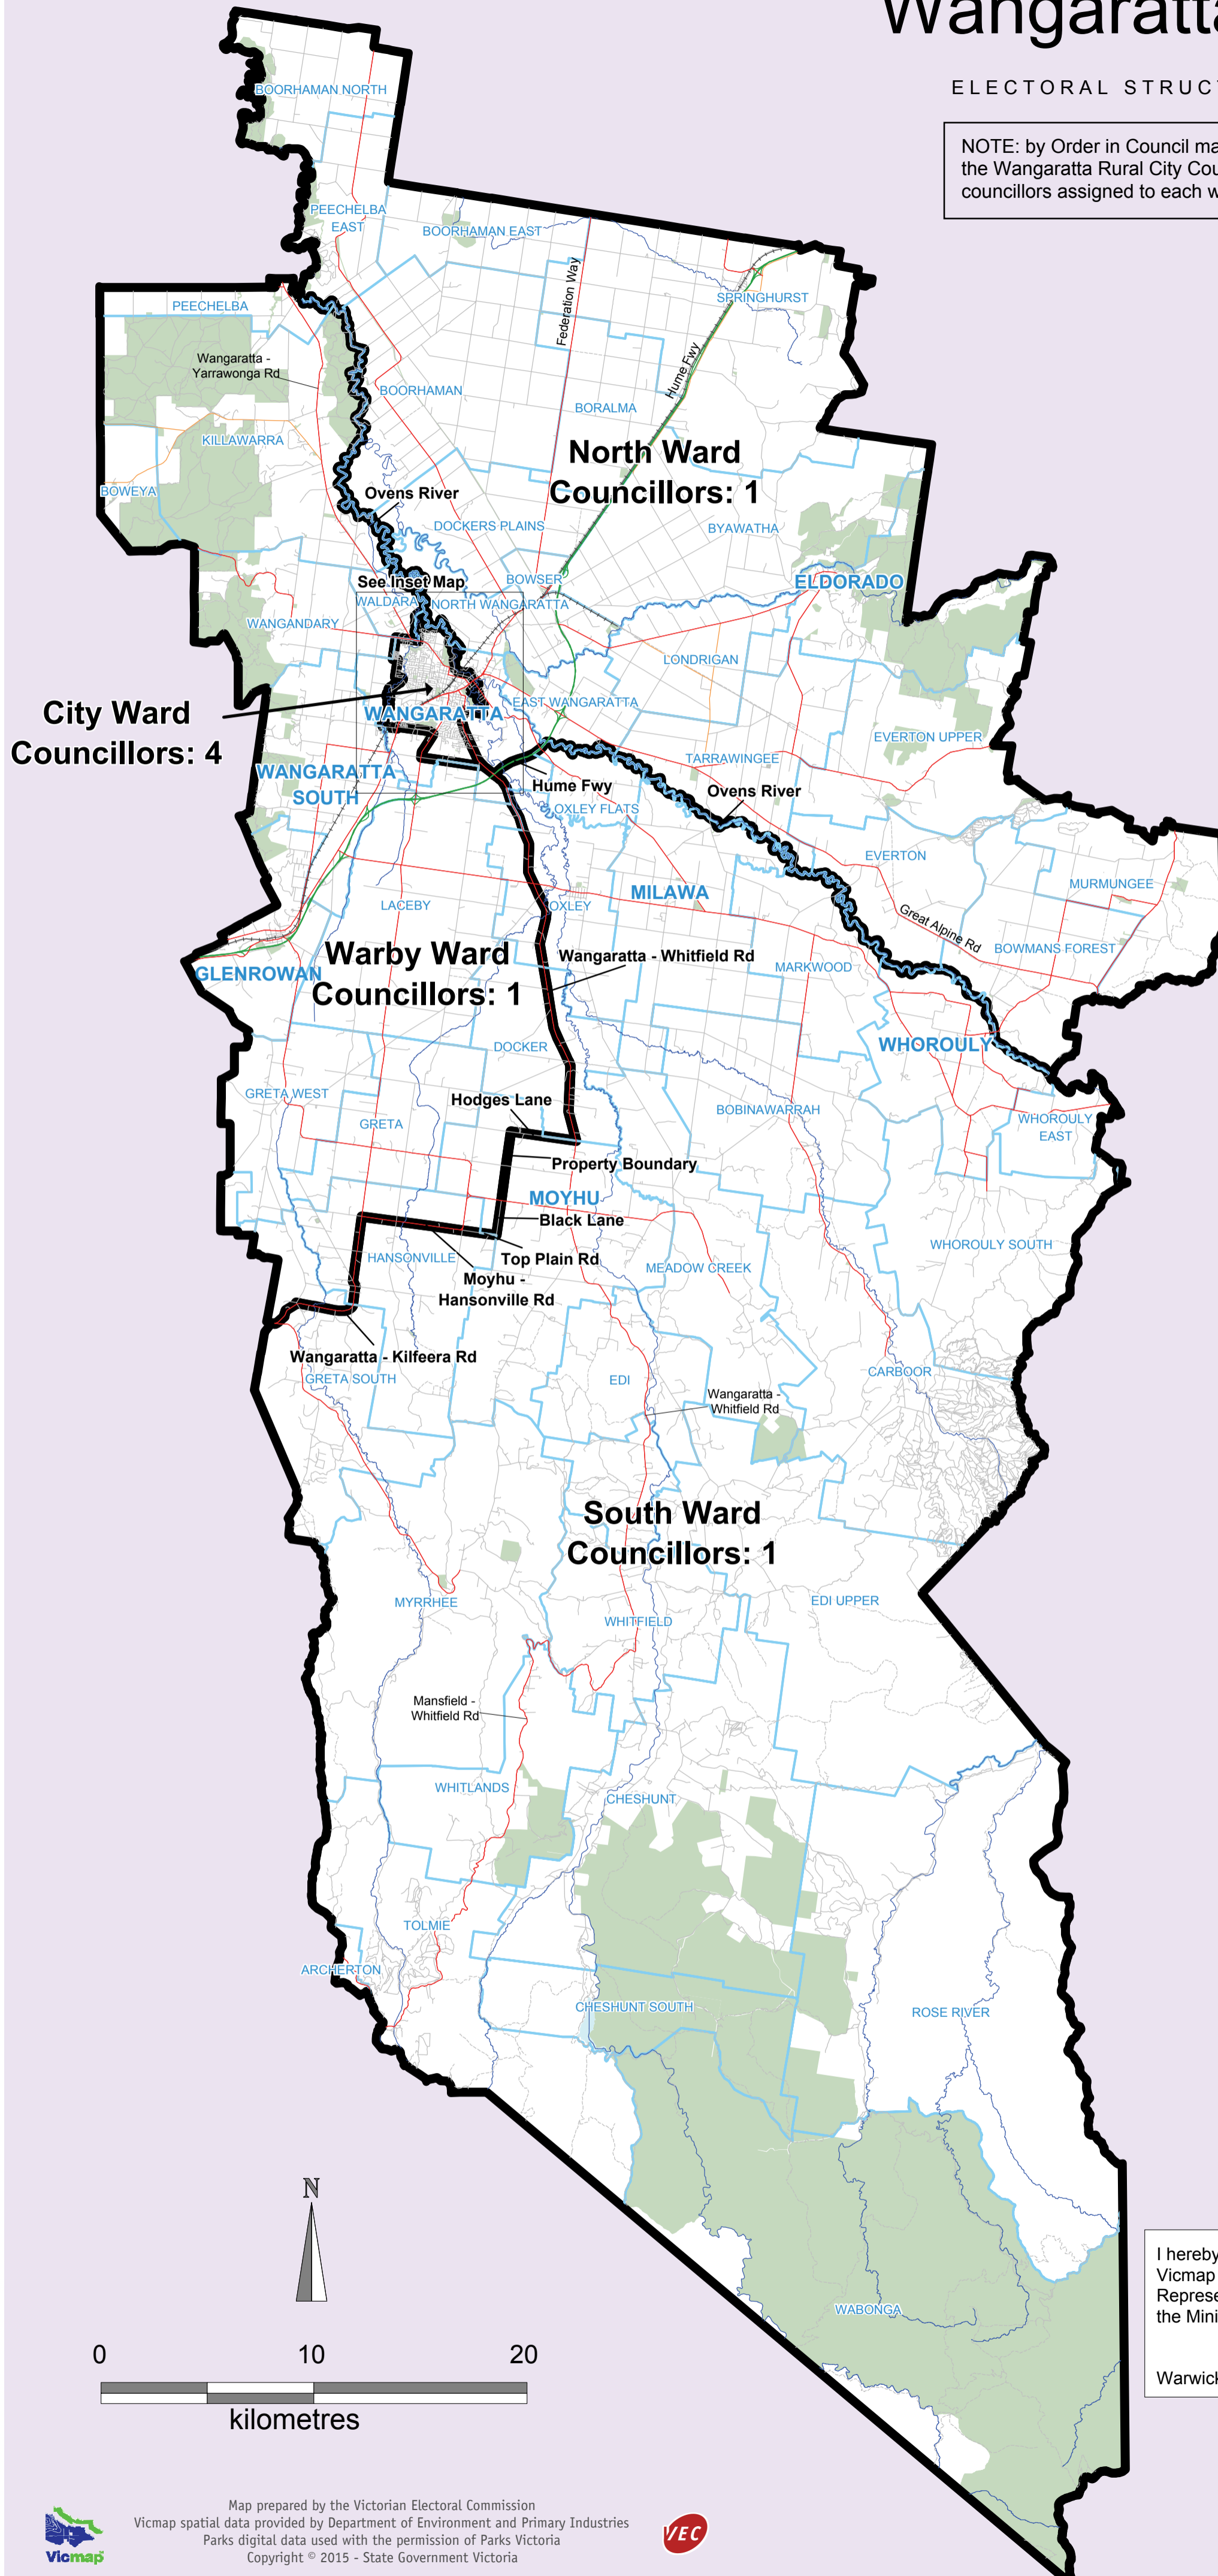 Wangaratta
ELECTORAL STRUCT
NOTE: by Order in Council ma
the Wangaratta Rural City Cou
councillors assigned to each w
BOORHAMAN NORTH
PEECHELBA
EAST
BOORHAMAN EAST
Federation Way
SPRINGHURST
PEECHELBA
Wangaratta -
Yarrawonga Rd
Hume Fwy
BOORHAMAN
BORALMA
KILLAWARRA
North Ward
Councillors: 1
BOWEYA
Ovens River
DOCKERS PLAINS
BYAWATHA
See Inset Map
BOWSER
ELDORADO
WALDARA
NORTH WANGARATTA
WANGANDARY
LONDRIGAN
City Ward
Councillors: 4
EAST WANGARATTA
WANGARATTA
EVERTON UPPER
TARRAWINGEE
WANGARATTA
SOUTH
Hume Fwy
Ovens River
OXLEY FLATS
EVERTON
MURMUNGEE
MILAWA
LACEBY
OXLEY
Great Alpine Rd
BOWMANS FOREST
Warby Ward
Councillors: 1
Wangaratta - Whitfield Rd
MARKWOOD
GLENROWAN
DOCKER
WHOROULY
GRETA WEST
Hodges Lane
BOBINAWARRAH
GRETA
WHOROULY
EAST
Property Boundary
MOYHU
Black Lane
WHOROULY SOUTH
HANSONVILLE
Top Plain Rd
MEADOW CREEK
Moyhu -
Hansonville Rd
Wangaratta - Kilfeera Rd
GRETA SOUTH
EDI
CARBOOR
Wangaratta -
Whitfield Rd
South Ward
Councillors: 1
MYRRHEE
EDI UPPER
WHITFIELD
Mansfield -
Whitfield Rd
WHITLANDS
CHESHUNT
TOLMIE
ARCHERTON
CHESHUNT SOUTH
ROSE RIVER
N
I hereby
Vicmap
Represe
the Mini
WABONGA
0 10 20
Warwick
kilometres
Map prepared by the Victorian Electoral Commission
Vicmap spatial data provided by Department of Environment and Primary Industries
Parks digital data used with the permission of Parks Victoria
Copyright © 2015 - State Government Victoria
Vicmap
VEC